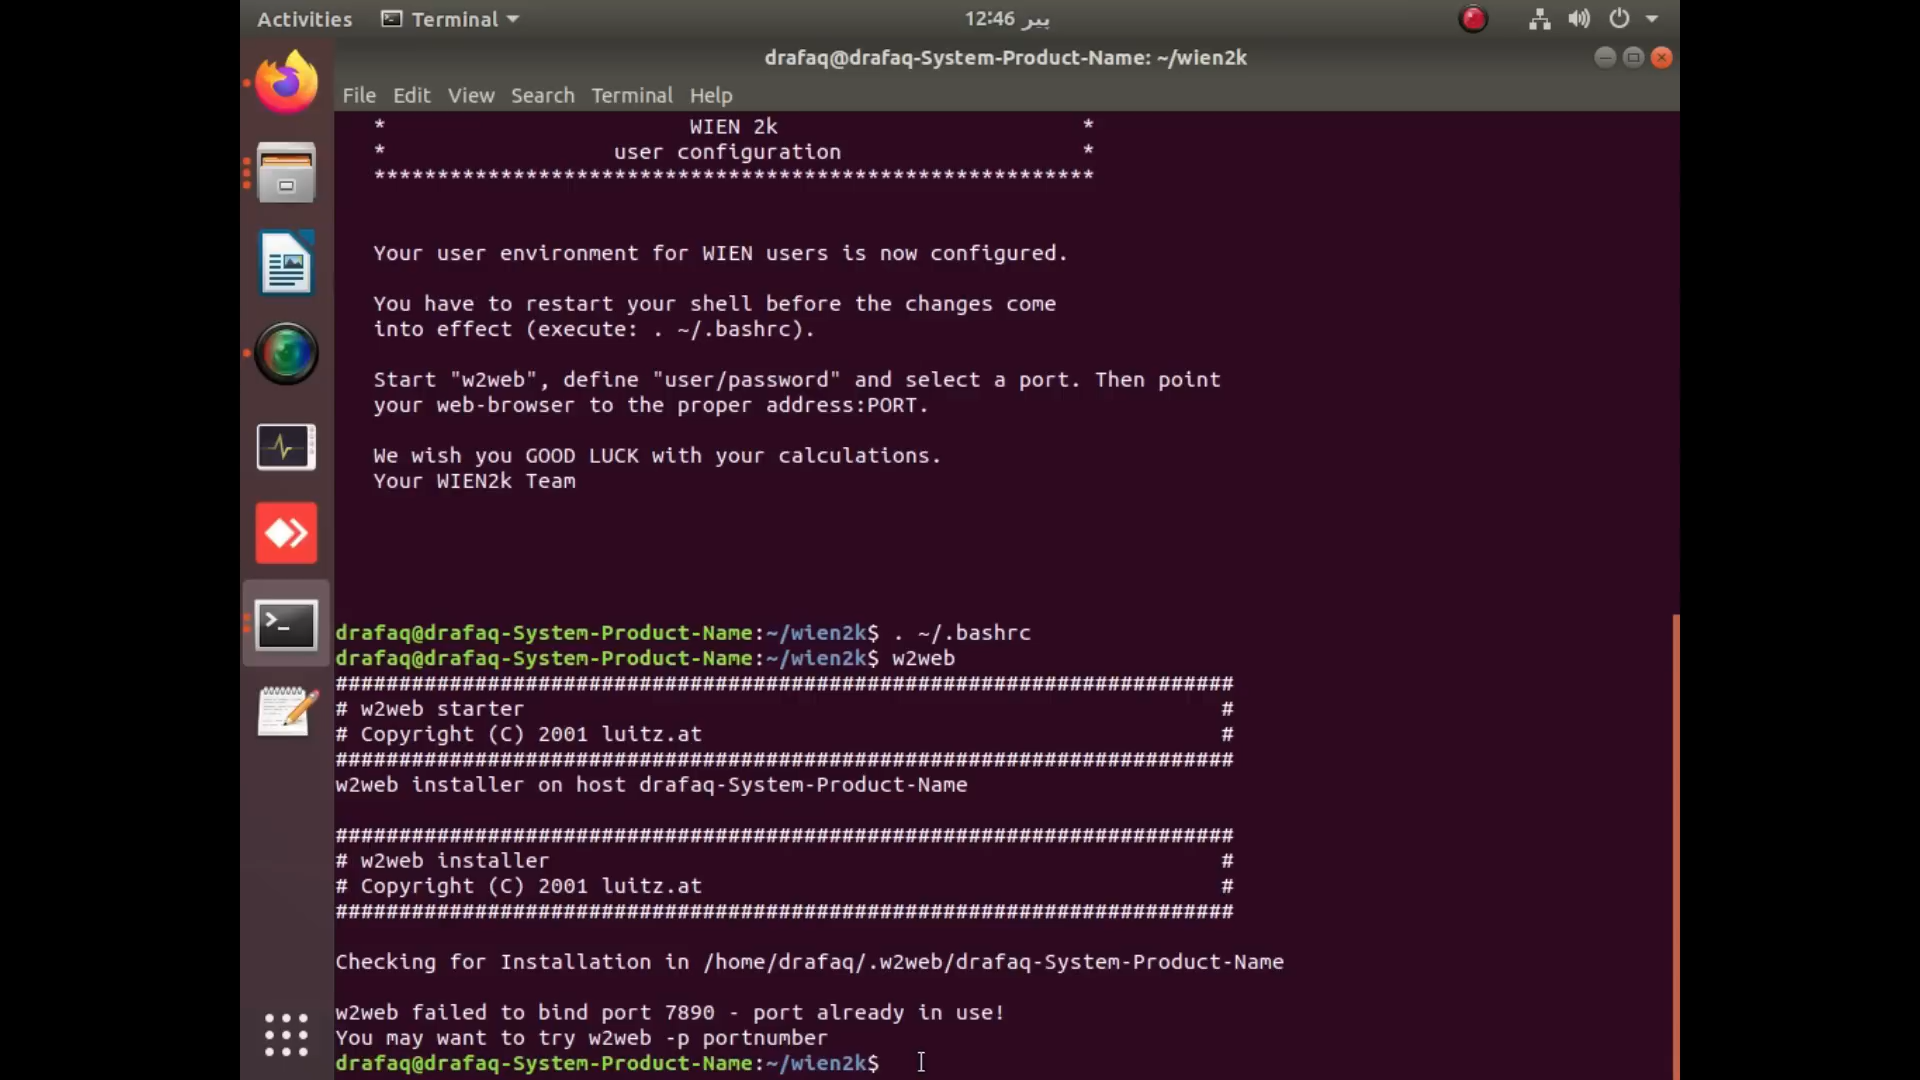 Activities Terminal پیر 12:46
drafaq@drafaq-System-Product-Name: ~/wien2k
File Edit View Search Terminal Help
* WIEN 2k *
* user configuration *
*********************************************************
Your user environment for WIEN users is now configured.
You have to restart your shell before the changes come
into effect (execute: . ~/.bashrc).
Start "w2web", define "user/password" and select a port. Then point
your web-browser to the proper address:PORT.
We wish you GOOD LUCK with your calculations.
Your WIEN2k Team
drafaq@drafaq-System-Product-Name:~/wien2k$ . ~/.bashrc
drafaq@drafaq-System-Product-Name:~/wien2k$ w2web
#######################################################################
# w2web starter #
# Copyright (C) 2001 luitz.at #
#######################################################################
w2web installer on host drafaq-System-Product-Name
#######################################################################
# w2web installer #
# Copyright (C) 2001 luitz.at #
#######################################################################
Checking for Installation in /home/drafaq/.w2web/drafaq-System-Product-Name
w2web failed to bind port 7890 - port already in use!
You may want to try w2web -p portnumber
drafaq@drafaq-System-Product-Name:~/wien2k$